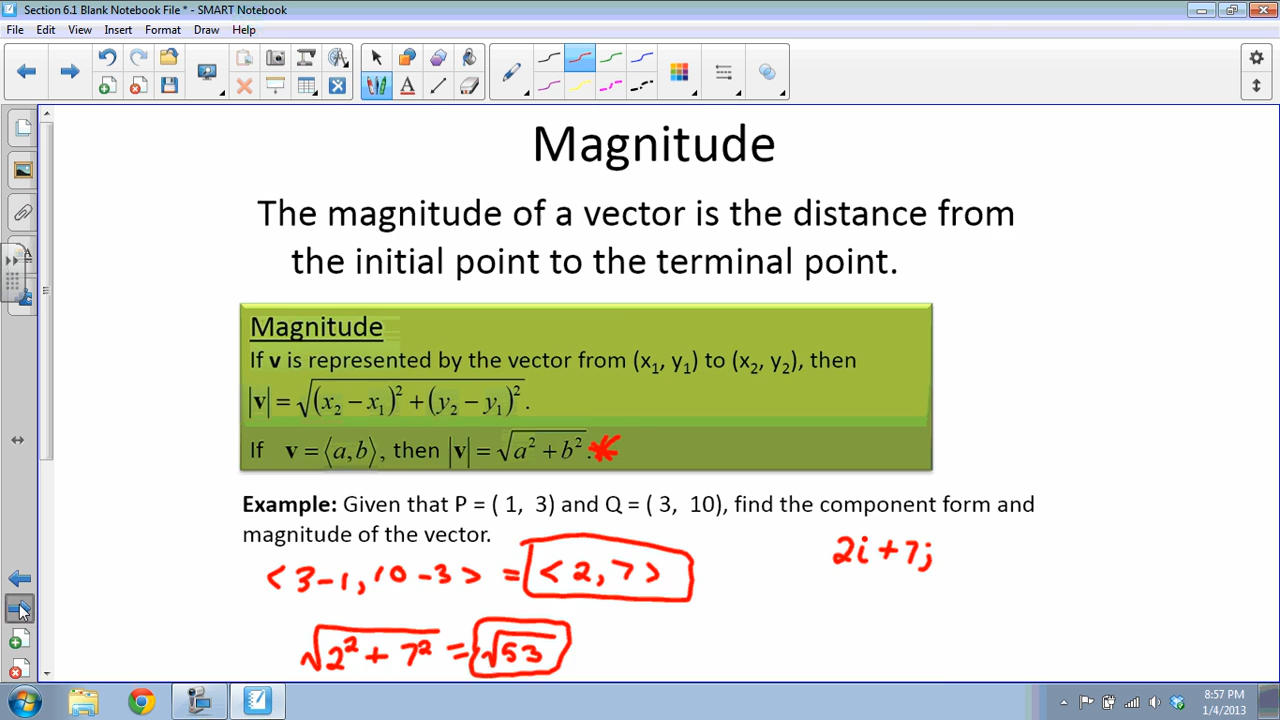 Section 6.1 Blank Notebook File * - SMART Notebook
File Edit View Insert Format Draw Help
Magnitude
The magnitude of a vector is the distance from
the initial point to the terminal point.
Magnitude
If v is represented by the vector from (x₁, y₁) to (x₂, y₂), then
|v| = √(x₂ − x₁)² + (y₂ − y₁)².
If v = ⟨a, b⟩, then |v| = √a² + b².
Example: Given that P = ( 1, 3) and Q = ( 3, 10), find the component form and
magnitude of the vector.
2i + 7j
< 3 - 1, 10 - 3 > = < 2, 7 >
√2² + 7² = √53
8:57 PM
1/4/2013